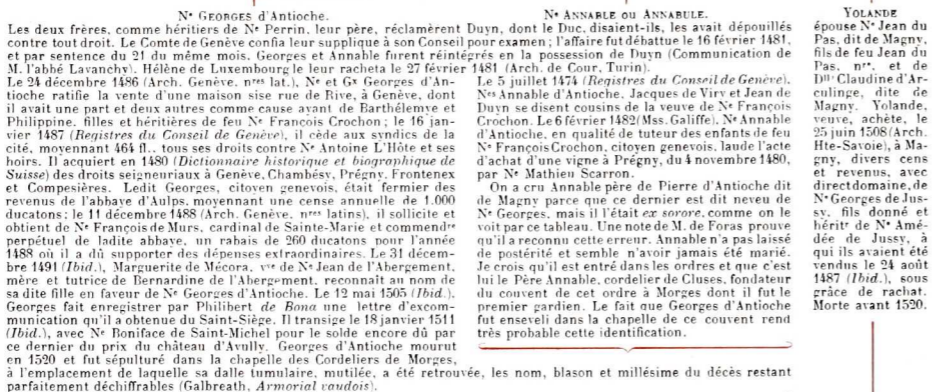 Nᵉ GEORGES d'Antioche.
Les deux frères, comme héritiers de Nᵉ Perrin, leur père, réclamèrent Duyn, dont le Duc, disaient-ils, les avait dépouillés
contre tout droit. Le Comte de Genève confia leur supplique à son Conseil pour examen; l'affaire fut débattue le 16 février 1481,
et par sentence du 21 du même mois, Georges et Annable furent réintégrés en la possession de Duyn (Communication de
M. l'abbé Lavanchy). Hélène de Luxembourg le leur racheta le 27 février 1481 (Arch. de Cour, Turin).
Le 24 décembre 1486 (Arch. Genève, nʳᵉˢ lat.), Nᵉ et Gˣ Georges d'An-
tioche ratifie la vente d'une maison sise rue de Rive, à Genève, dont
il avait une part et deux autres comme cause ayant de Barthélemye et
Philippine, filles et héritières de feu Nᵉ François Crochon; le 16 jan-
vier 1487 (Registres du Conseil de Genève), il cède aux syndics de la
cité, moyennant 464 fl., tous ses droits contre Nᵉ Antoine L'Hôte et ses
hoirs. Il acquiert en 1480 (Dictionnaire historique et biographique de
Suisse) des droits seigneuriaux à Genève, Chambésy, Prégny, Frontenex
et Compesières. Ledit Georges, citoyen genevois, était fermier des
revenus de l'abbaye d'Aulps, moyennant une cense annuelle de 1.000
ducatons; le 11 décembre 1488 (Arch. Genève, nʳᵉˢ latins), il sollicite et
obtient de Nᵉ François de Murs, cardinal de Sainte-Marie et commendʳᵉ
perpétuel de ladite abbaye, un rabais de 260 ducatons pour l'année
1488 où il a dû supporter des dépenses extraordinaires. Le 31 décem-
bre 1491 (Ibid.), Marguerite de Mécora, vᵛᵉ de Nᵉ Jean de l'Abergement,
mère et tutrice de Bernardine de l'Abergement, reconnaît au nom de
sa dite fille en faveur de Nᵉ Georges d'Antioche. Le 12 mai 1505 (Ibid.),
Georges fait enregistrer par Philibert de Bona une lettre d'excom-
munication qu'il a obtenue du Saint-Siège. Il transige le 18 janvier 1511
(Ibid.), avec Nᵉ Boniface de Saint-Michel pour le solde encore dû par
ce dernier du prix du château d'Avully. Georges d'Antioche mourut
en 1520 et fut sépulturé dans la chapelle des Cordeliers de Morges,
à l'emplacement de laquelle sa dalle tumulaire, mutilée, a été retrouvée, les nom, blason et millésime du décès restant
parfaitement déchiffrables (Galbreath, Armorial vaudois).
Nᵉ ANNABLE OU ANNABULE.
Le 5 juillet 1474 (Registres du Conseil de Genève),
Nᵉˢ Annable d'Antioche, Jacques de Viry et Jean de
Duyn se disent cousins de la veuve de Nᵉ François
Crochon. Le 6 février 1482 (Mss. Galiffe), Nᵉ Annable
d'Antioche, en qualité de tuteur des enfants de feu
Nᵉ François Crochon, citoyen genevois, laude l'acte
d'achat d'une vigne à Prégny, du 4 novembre 1480,
par Nᵉ Mathieu Scarron.
On a cru Annable père de Pierre d'Antioche dit
de Magny parce que ce dernier est dit neveu de
Nᵉ Georges, mais il l'était ex sorore, comme on le
voit par ce tableau. Une note de M. de Foras prouve
qu'il a reconnu cette erreur. Annable n'a pas laissé
de postérité et semble n'avoir jamais été marié.
Je crois qu'il est entré dans les ordres et que c'est
lui le Père Annable, cordelier de Cluses, fondateur
du couvent de cet ordre à Morges dont il fut le
premier gardien. Le fait que Georges d'Antioche
fut enseveli dans la chapelle de ce couvent rend
très probable cette identification.
YOLANDE
épouse Nᵉ Jean du
Pas, dit de Magny,
fils de feu Jean du
Pas, nʳᵉ, et de
Dˡˡᵉ Claudine d'Ar-
culinge, dite de
Magny. Yolande,
veuve, achète, le
25 juin 1508 (Arch.
Hte-Savoie), à Ma-
gny, divers cens
et revenus, avec
direct domaine, de
Nᵉ Georges de Jus-
sy, fils donné et
héritʳ de Nᵉ Amé-
dée de Jussy, à
qui ils avaient été
vendus le 24 août
1487 (Ibid.), sous
grâce de rachat.
Morte avant 1520.